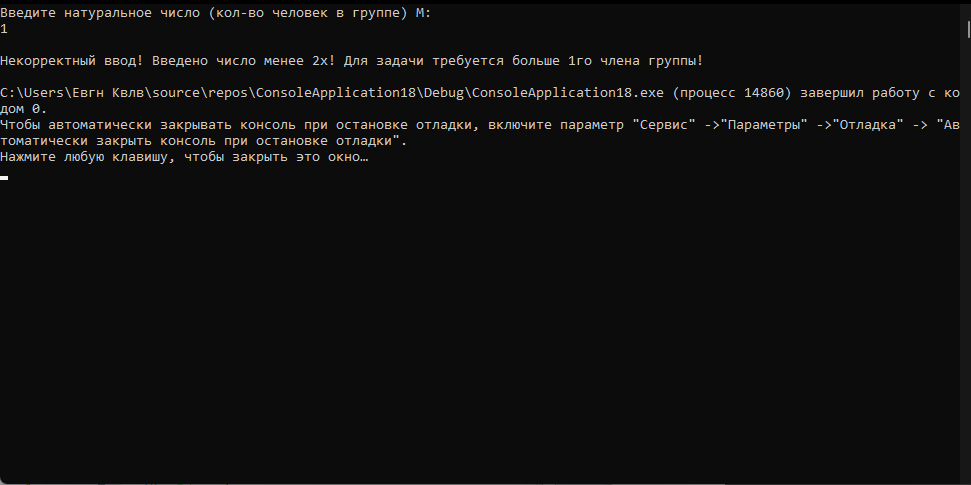 Введите натуральное число (кол-во человек в группе) M:
1
Некорректный ввод! Введено число менее 2х! Для задачи требуется больше 1го члена группы!
C:\Users\Евгн Квлв\source\repos\ConsoleApplication18\Debug\ConsoleApplication18.exe (процесс 14860) завершил работу с ко
дом 0.
Чтобы автоматически закрывать консоль при остановке отладки, включите параметр "Сервис" ->"Параметры" ->"Отладка" -> "Ав
томатически закрыть консоль при остановке отладки".
Нажмите любую клавишу, чтобы закрыть это окно…